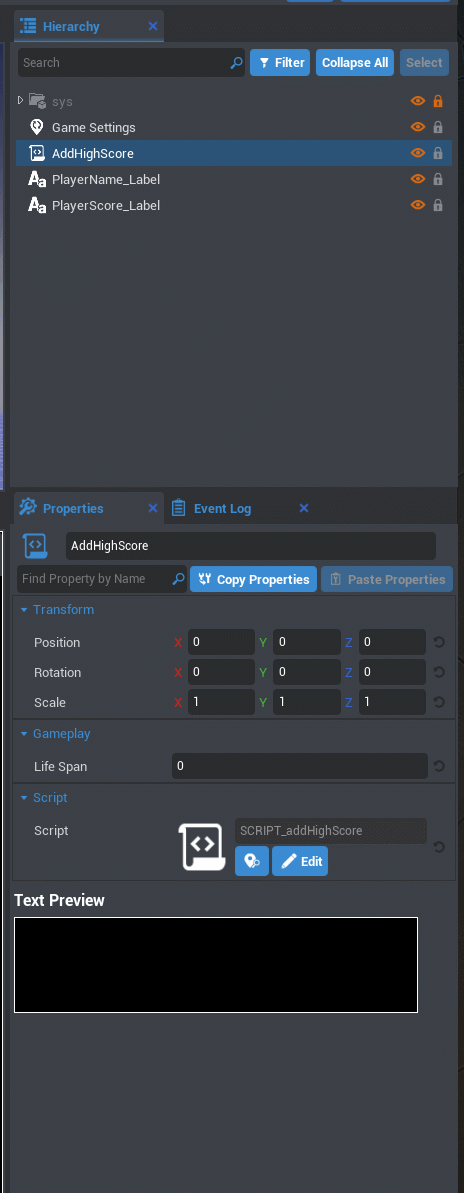 Hierarchy
Search Filter Collapse All Select
sys
Game Settings
AddHighScore
Aa PlayerName_Label
Aa PlayerScore_Label
Properties Event Log
AddHighScore
Find Property by Name Copy Properties Paste Properties
Transform
Position X 0 Y 0 Z 0
Rotation X 0 Y 0 Z 0
Scale X 1 Y 1 Z 1
Gameplay
Life Span 0
Script
Script SCRIPT_addHighScore
Edit
Text Preview